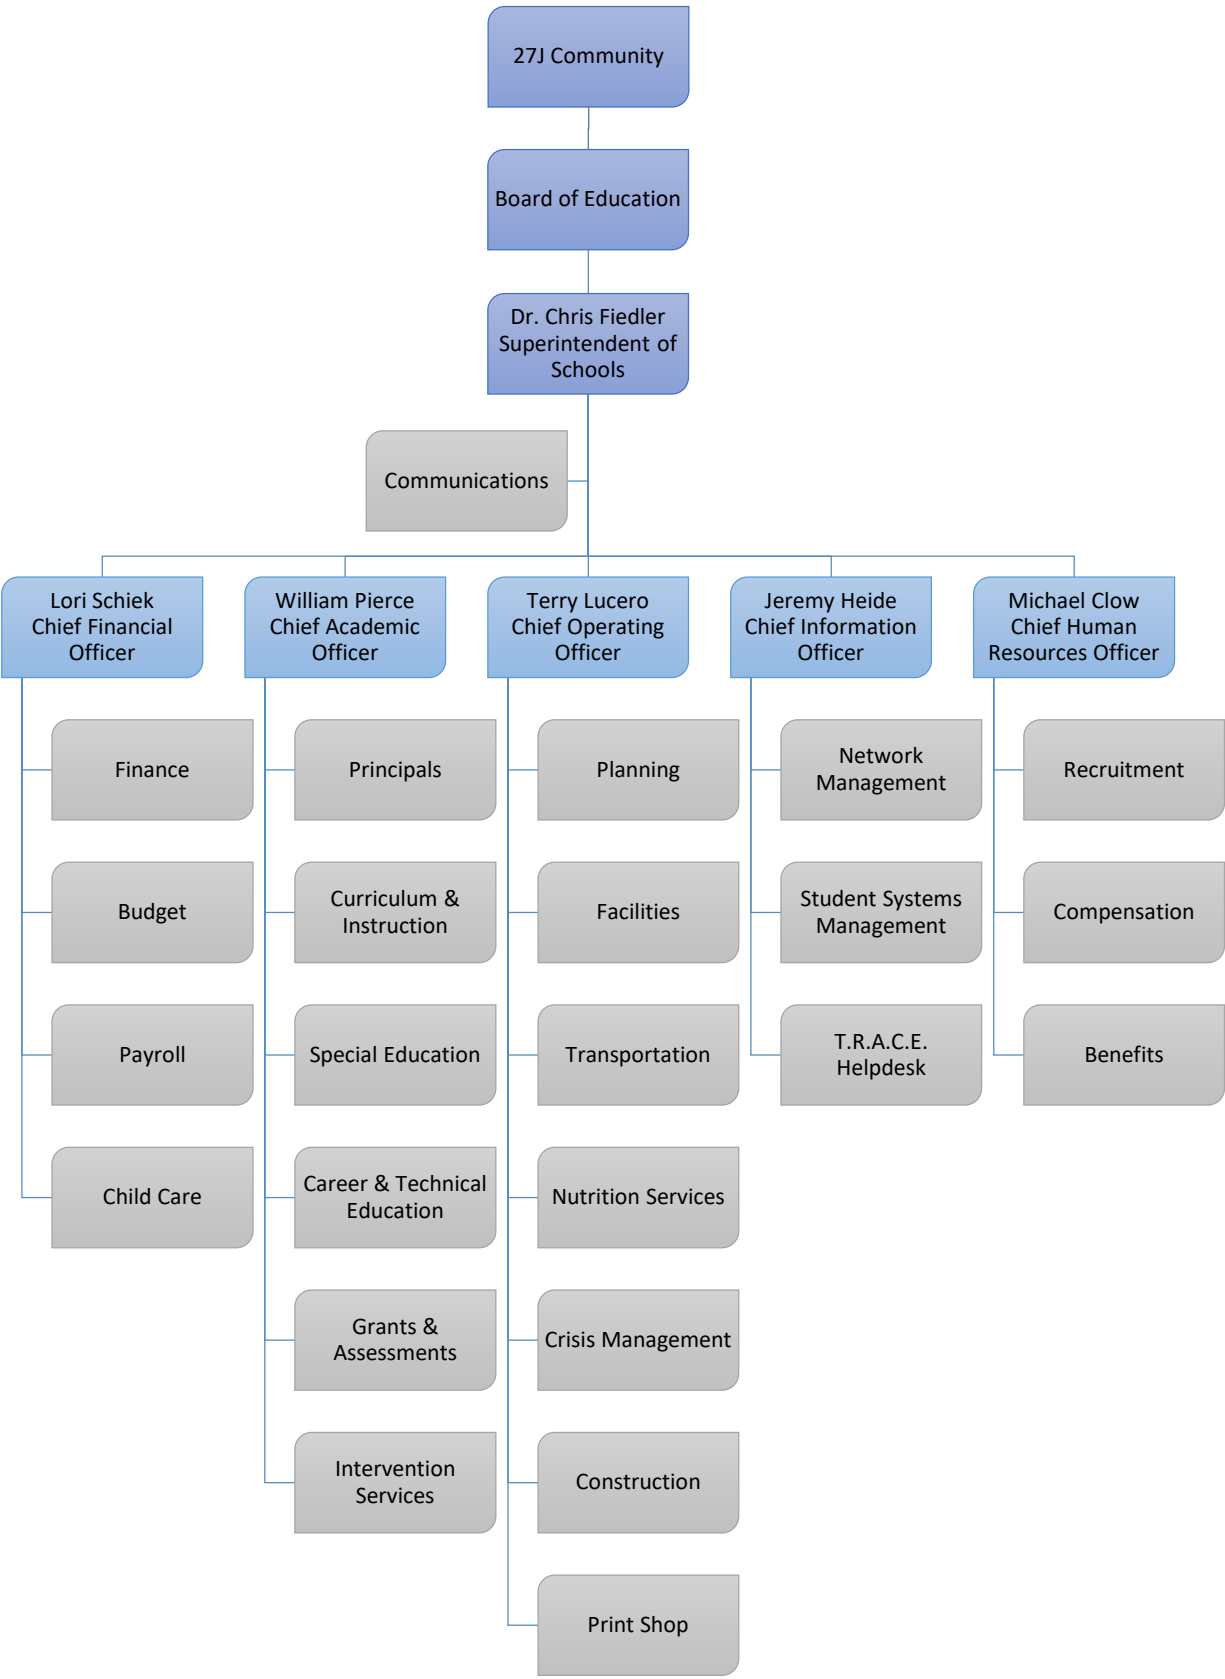 27J Community
Board of Education
Dr. Chris Fiedler
Superintendent of
Schools
Communications
Lori Schiek
Chief Financial
Officer
William Pierce
Chief Academic
Officer
Terry Lucero
Chief Operating
Officer
Jeremy Heide
Chief Information
Officer
Michael Clow
Chief Human
Resources Officer
Finance
Budget
Payroll
Child Care
Principals
Curriculum &
Instruction
Special Education
Career & Technical
Education
Grants &
Assessments
Intervention
Services
Planning
Facilities
Transportation
Nutrition Services
Crisis Management
Construction
Print Shop
Network
Management
Student Systems
Management
T.R.A.C.E.
Helpdesk
Recruitment
Compensation
Benefits